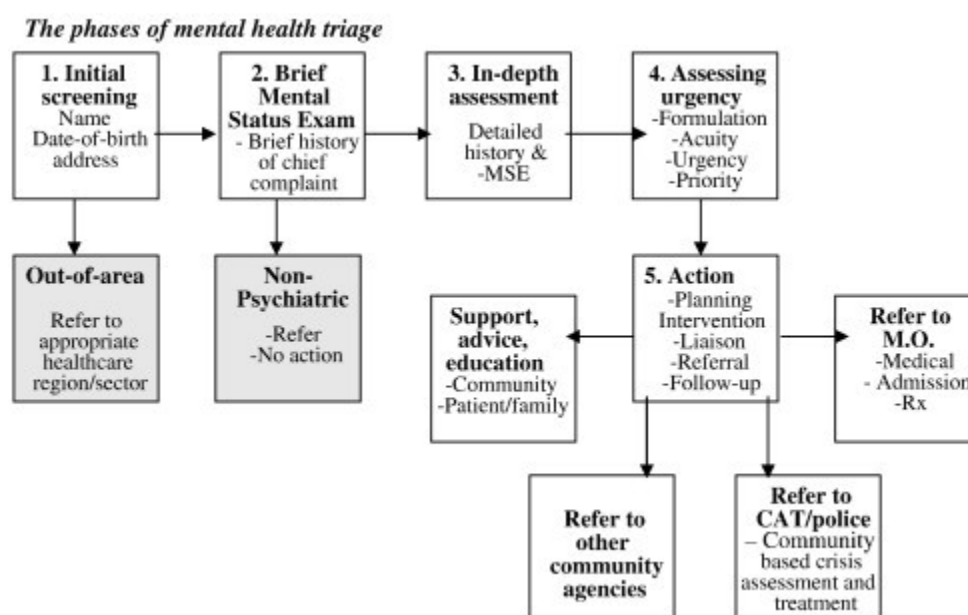 The phases of mental health triage
1. Initial
screening
Name
Date-of-birth
address
2. Brief
Mental
Status Exam
- Brief history
of chief
complaint
3. In-depth
assessment
Detailed
history &
-MSE
4. Assessing
urgency
-Formulation
-Acuity
-Urgency
-Priority
Out-of-area
Refer to
appropriate
healthcare
region/sector
Non-
Psychiatric
-Refer
-No action
Support,
advice,
education
-Community
-Patient/family
5. Action
-Planning
Intervention
-Liaison
-Referral
-Follow-up
Refer to
M.O.
-Medical
- Admission
-Rx
Refer to
other
community
agencies
Refer to
CAT/police
– Community
based crisis
assessment and
treatment